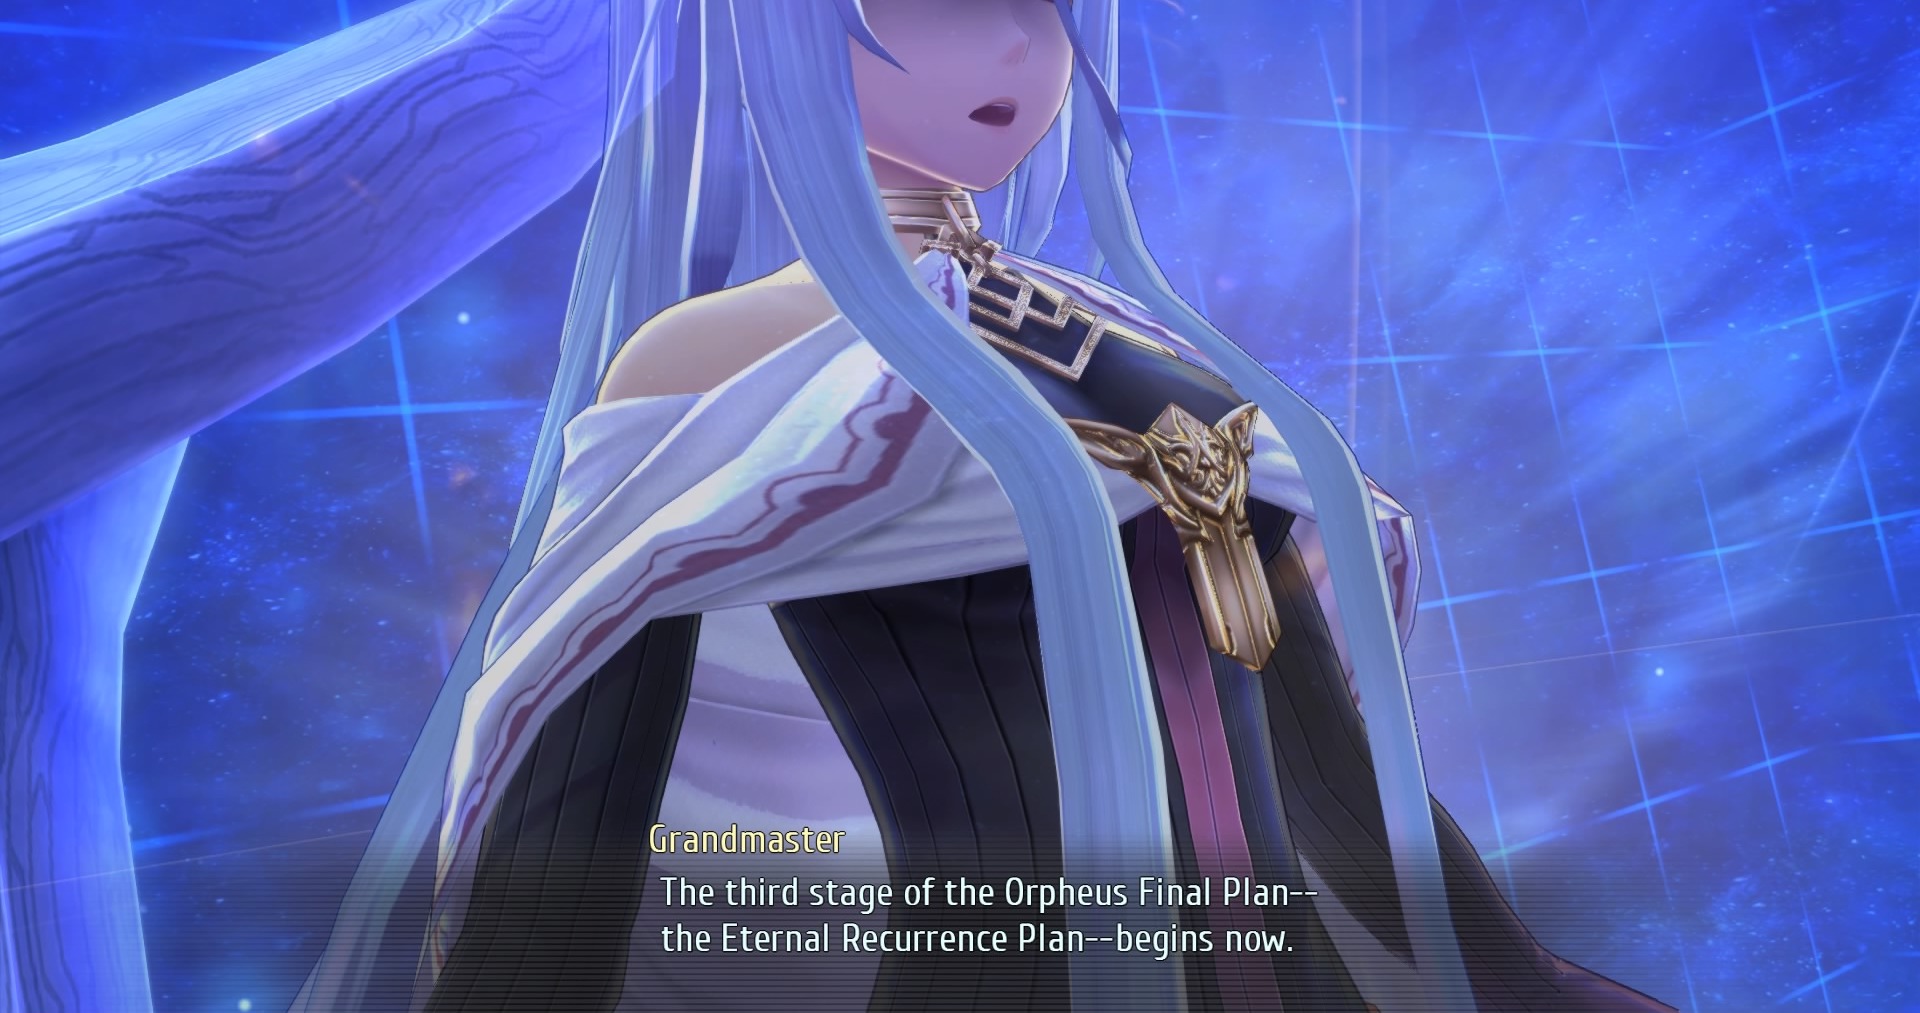 Grandmaster
The third stage of the Orpheus Final Plan--
the Eternal Recurrence Plan--begins now.